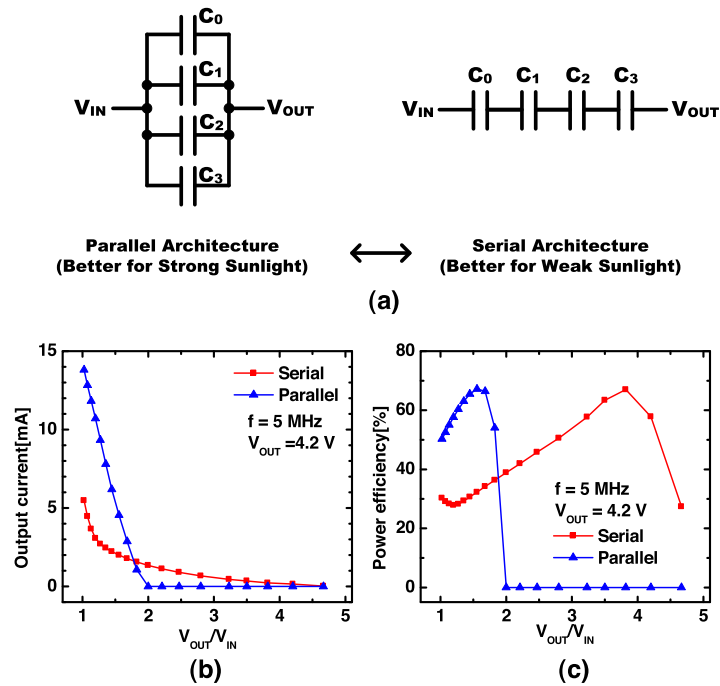 C0
C1
VIN VOUT
C2
C3
C0 C1 C2 C3
VIN VOUT
Parallel Architecture
(Better for Strong Sunlight)
Serial Architecture
(Better for Weak Sunlight)
(a)
15
10
5
0
Output current[mA]
Serial
Parallel
f = 5 MHz
VOUT =4.2 V
1 2 3 4 5
VOUT/VIN
(b)
80
60
40
20
0
Power efficiency[%]
f = 5 MHz
VOUT = 4.2 V
Serial
Parallel
1 2 3 4 5
VOUT/VIN
(c)